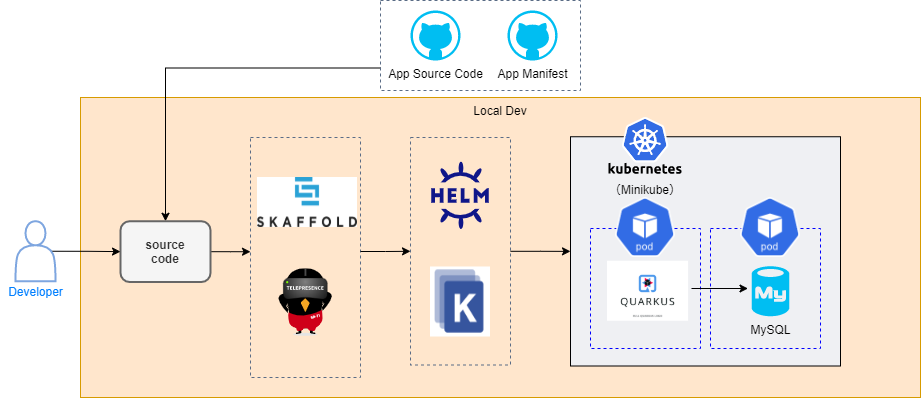 App Source Code
App Manifest
Local Dev
kubernetes
（Minikube）
SKAFFOLD
HELM
pod
pod
source
code
TELEPRESENCE
K
QUARKUS
My
MySQL
Developer